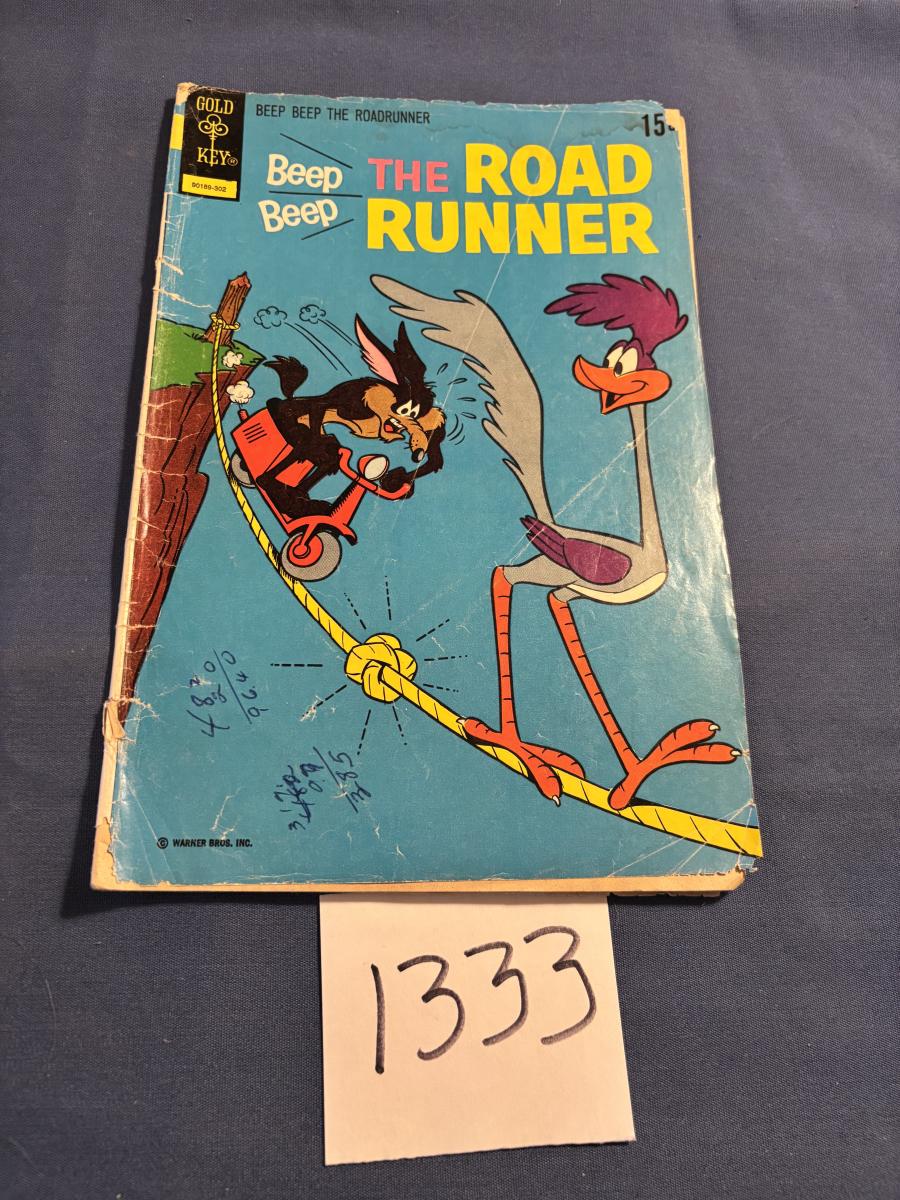 GOLD
KEY®
90189-302
BEEP BEEP THE ROADRUNNER
15¢
Beep
Beep
THE ROAD
RUNNER
© WARNER BROS. INC.
1333